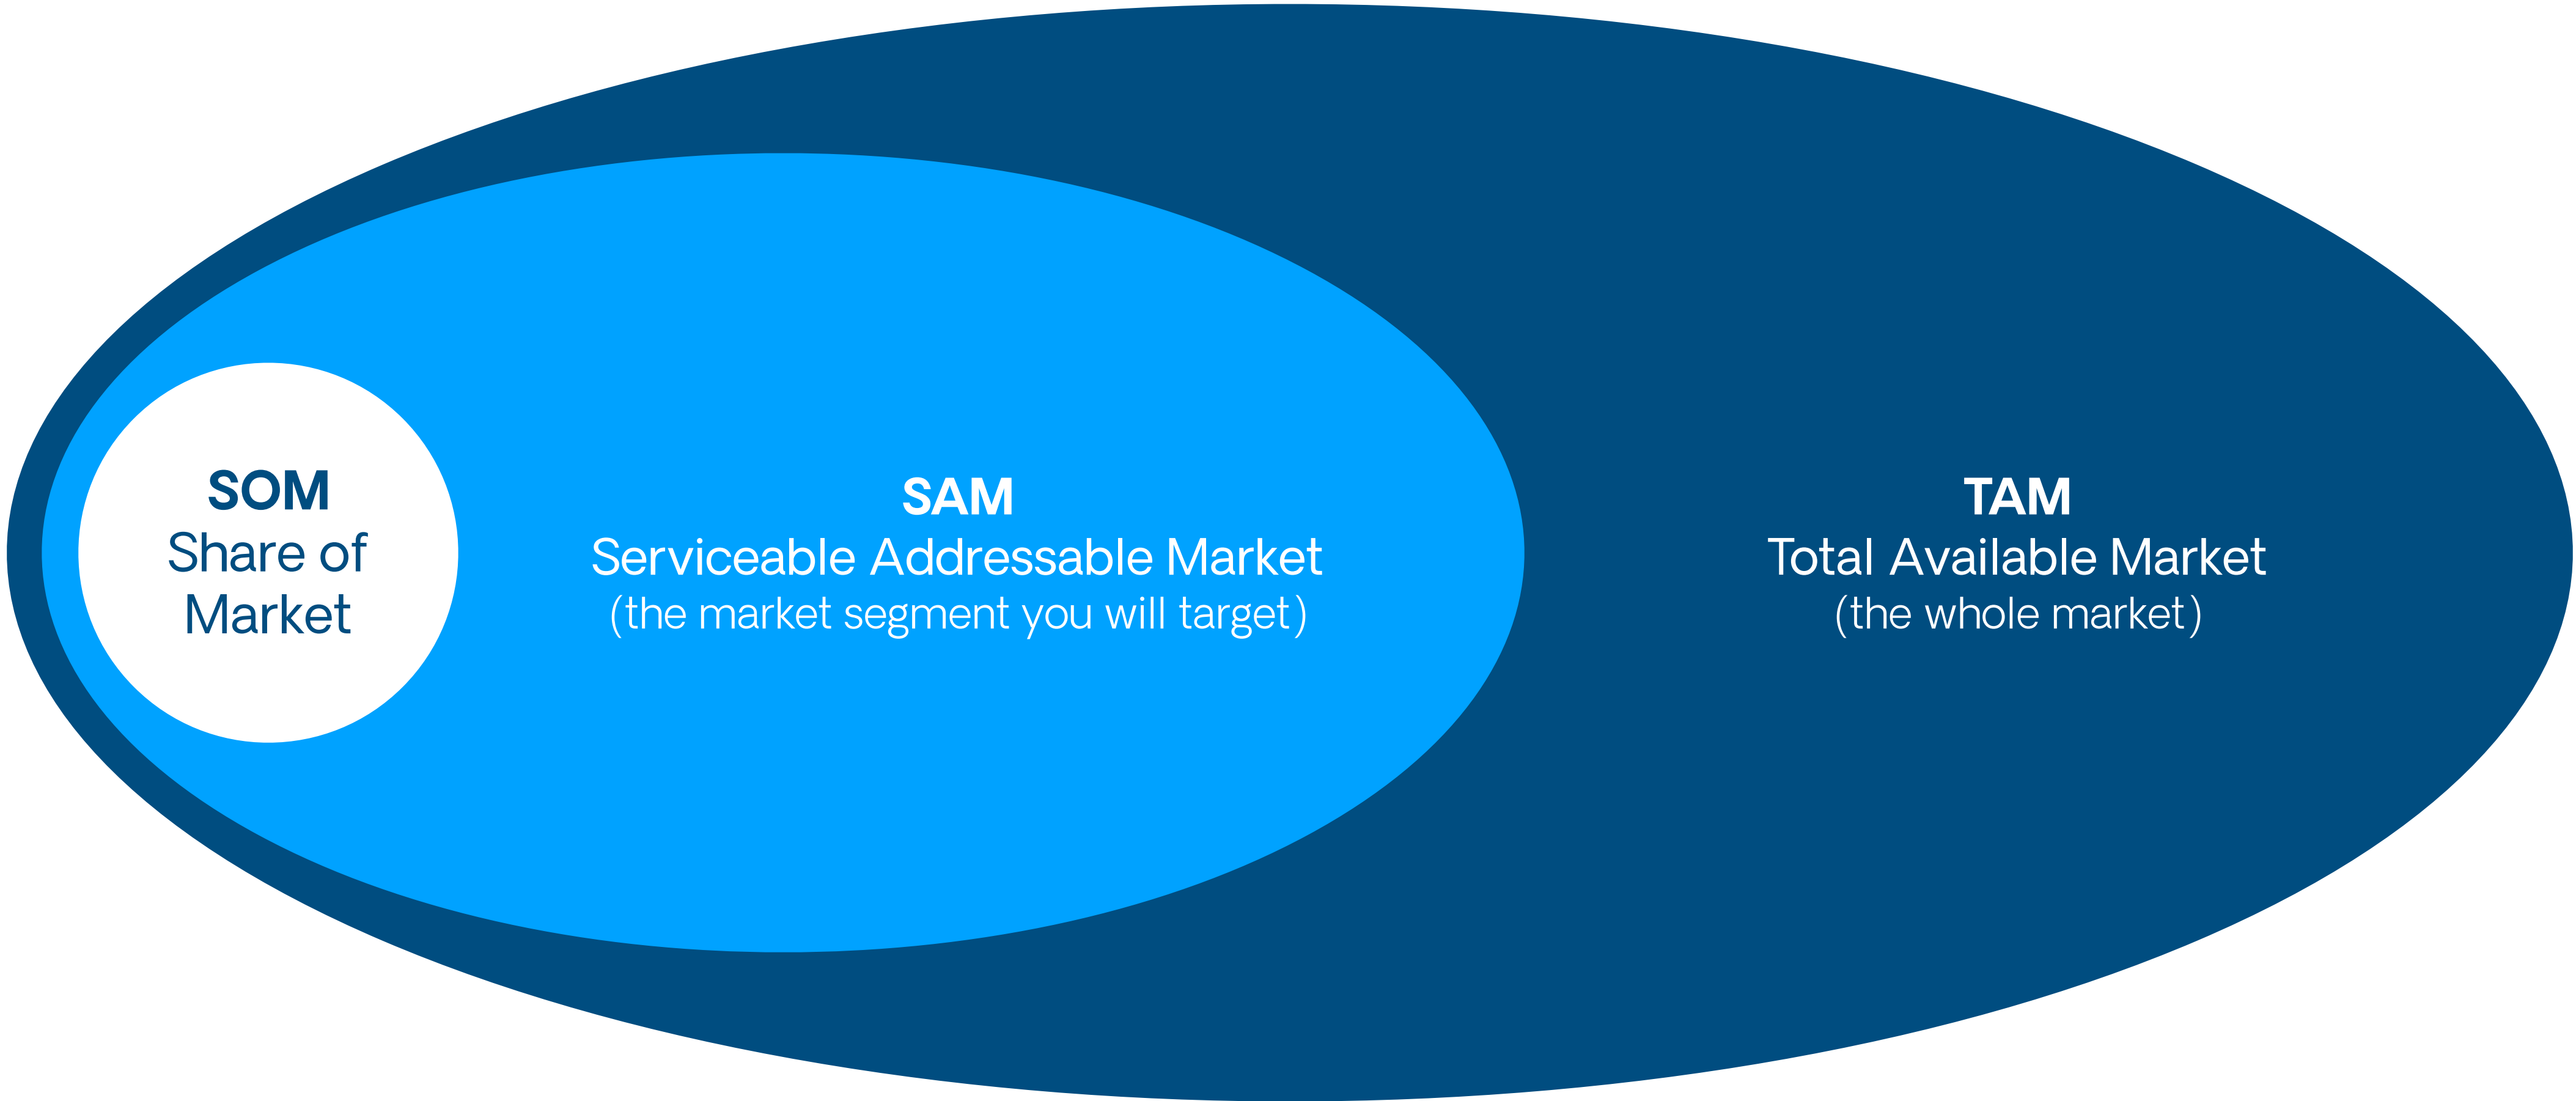 SOM
Share of
Market
SAM
Serviceable Addressable Market
(the market segment you will target)
TAM
Total Available Market
(the whole market)